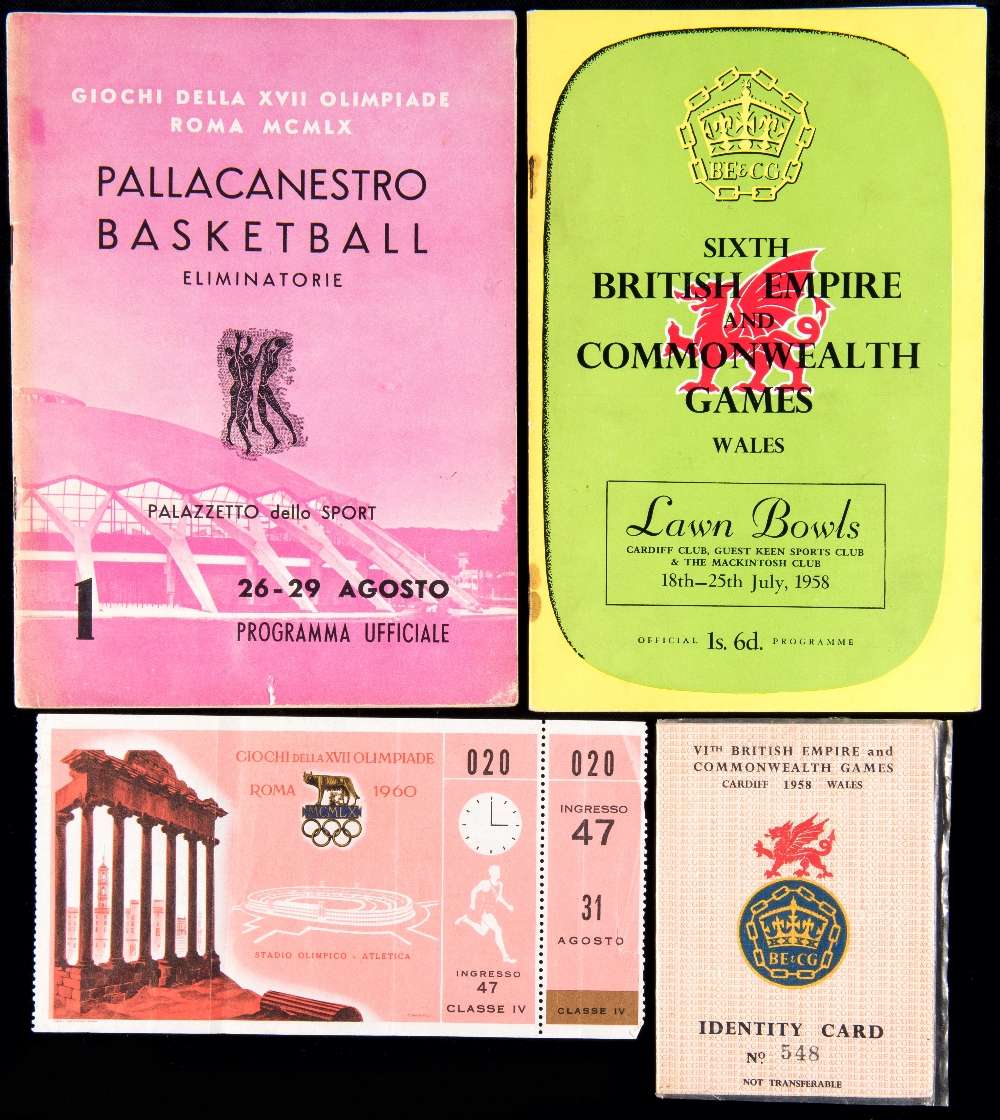 GIOCHI DELLA XVII OLIMPIADE
ROMA MCMLX
PALLACANESTRO
BASKETBALL
ELIMINATORIE
PALAZZETTO dello SPORT
1
26-29 AGOSTO
PROGRAMMA UFFICIALE
BE&CG
SIXTH
BRITISH EMPIRE
AND
COMMONWEALTH
GAMES
WALES
Lawn Bowls
CARDIFF CLUB, GUEST KEEN SPORTS CLUB
& THE MACKINTOSH CLUB
18th—25th July, 1958
OFFICIAL 1s. 6d. PROGRAMME
GIOCHI DELLA XVII OLIMPIADE
ROMA 1960
MCMLX
STADIO OLIMPICO - ATLETICA
020
INGRESSO
47
CLASSE IV
020
INGRESSO
47
31
AGOSTO
CLASSE IV
VITH BRITISH EMPIRE and
COMMONWEALTH GAMES
CARDIFF 1958 WALES
BE&CG
IDENTITY CARD
No. 548
NOT TRANSFERABLE